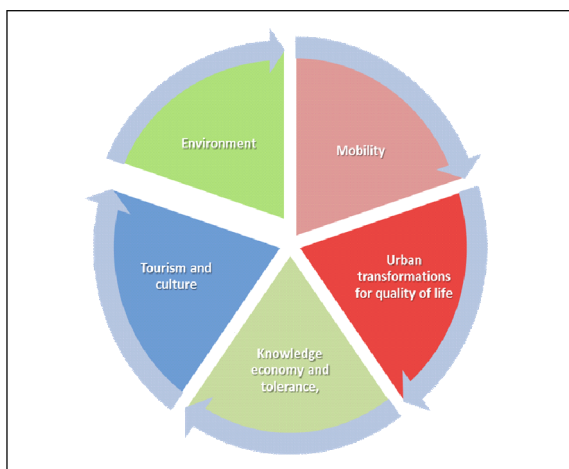 Environment
Mobility
Urban
transformations
for quality of life
Knowledge
economy and
tolerance,
Tourism and
culture